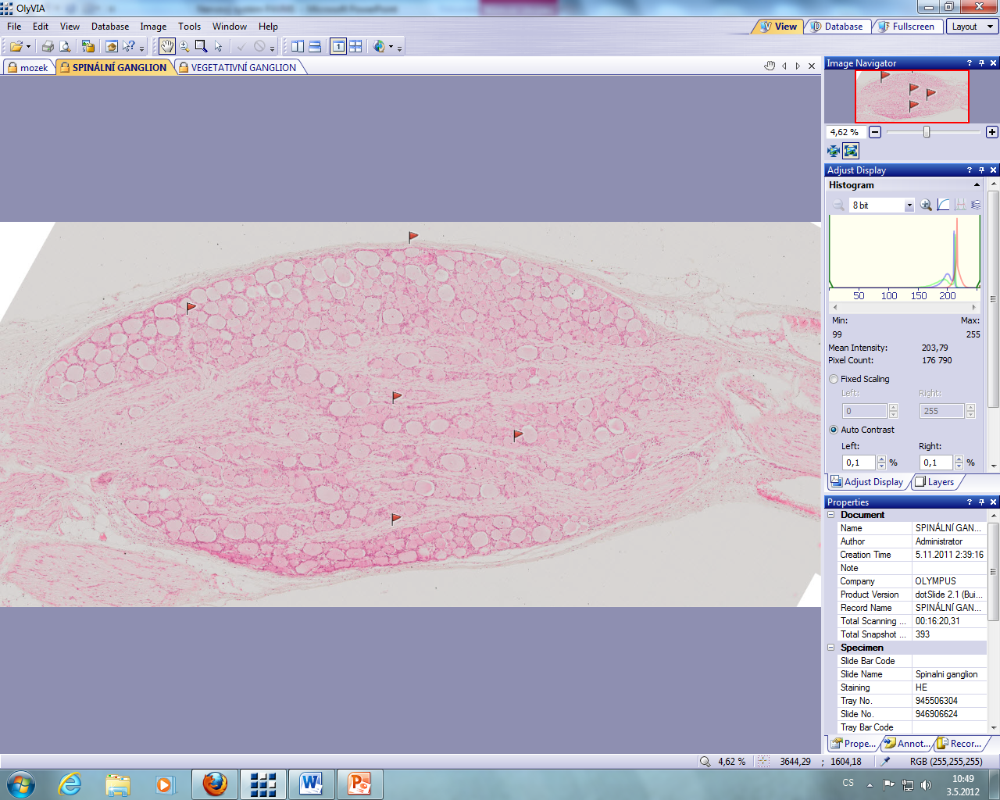 OlyVIA
File Edit View Database Image Tools Window Help
View Database Fullscreen Layout
mozek SPINÁLNÍ GANGLION VEGETATIVNÍ GANGLION
Image Navigator
4,62 %
Adjust Display
Histogram
8 bit
50 100 150 200
Min: Max:
99 255
Mean Intensity: 203,79
Pixel Count: 176 790
Fixed Scaling
Left: Right:
0 255
Auto Contrast
Left: Right:
0,1 % 0,1 %
Adjust Display Layers
Properties
Document
Name SPINÁLNÍ GAN...
Author Administrator
Creation Time 5.11.2011 2:39:16
Note
Company OLYMPUS
Product Version dotSlide 2.1 (Bui...
Record Name SPINÁLNÍ GAN...
Total Scanning ... 00:16:20,31
Total Snapshot ... 393
Specimen
Slide Bar Code
Slide Name Spinalni ganglion
Staining HE
Tray No. 945506304
Slide No. 946906624
Tray Bar Code
Prope... Annot... Recor...
4,62 % 3644,29 ; 1604,18 RGB (255,255,255)
CS 10:49
3.5.2012